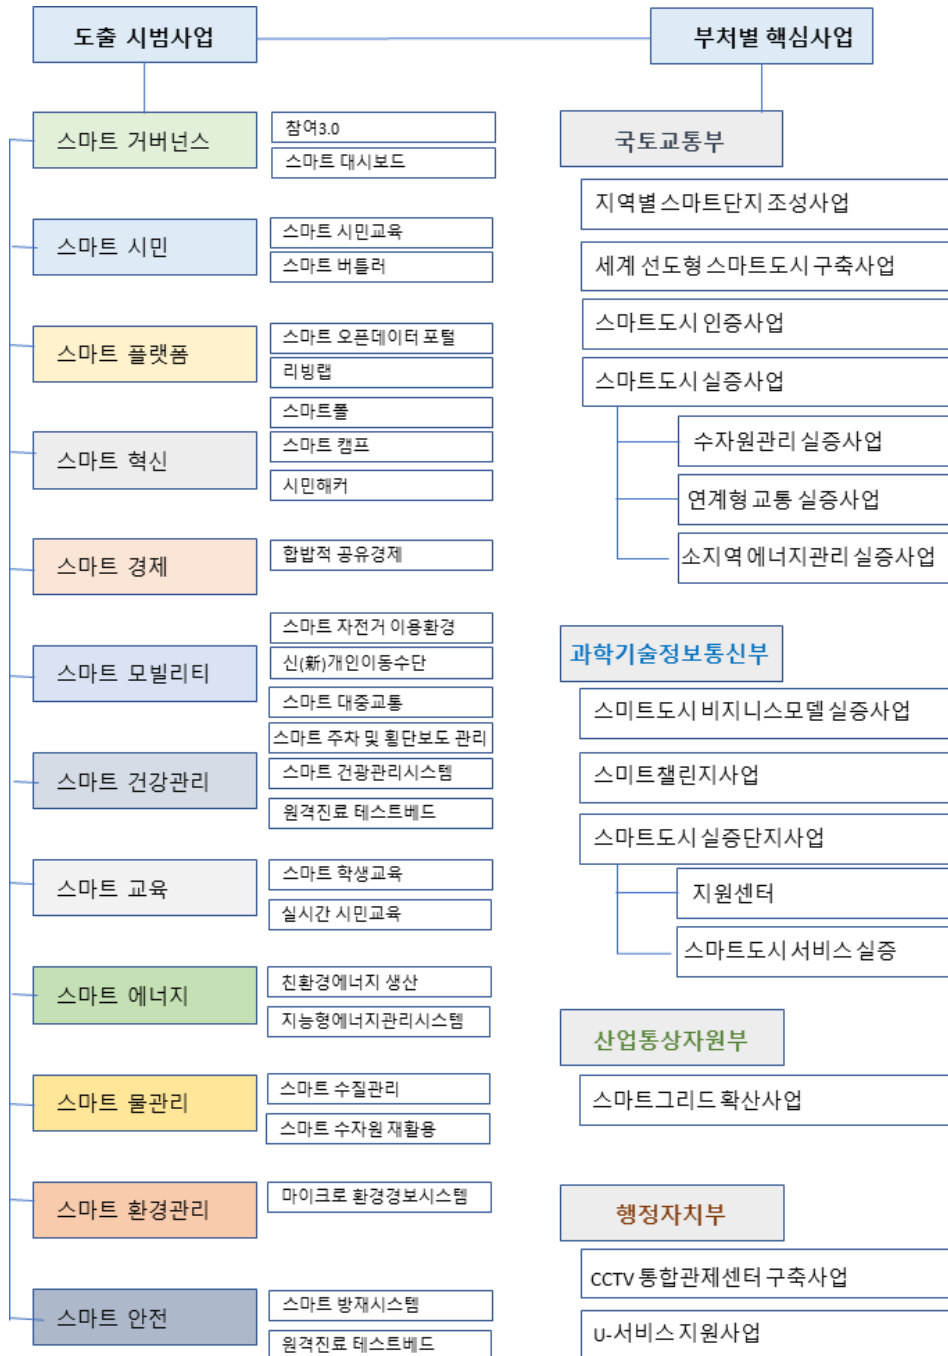 도출 시범사업
부처별 핵심사업
스마트 거버넌스
참여3.0
스마트 대시보드
스마트 시민
스마트 시민교육
스마트 버틀러
스마트 플랫폼
스마트 오픈데이터 포털
리빙랩
스마트 혁신
스마트폴
스마트 캠프
시민해커
스마트 경제
합법적 공유경제
스마트 모빌리티
스마트 자전거 이용환경
신(新)개인이동수단
스마트 대중교통
스마트 주차 및 횡단보도 관리
스마트 건강관리
스마트 건광관리시스템
원격진료 테스트베드
스마트 교육
스마트 학생교육
실시간 시민교육
스마트 에너지
친환경에너지 생산
지능형에너지관리시스템
스마트 물관리
스마트 수질관리
스마트 수자원 재활용
스마트 환경관리
마이크로 환경경보시스템
스마트 안전
스마트 방재시스템
원격진료 테스트베드
국토교통부
지역별 스마트단지 조성사업
세계 선도형 스마트도시 구축사업
스마트도시 인증사업
스마트도시 실증사업
수자원관리 실증사업
연계형 교통 실증사업
소지역 에너지관리 실증사업
과학기술정보통신부
스미트도시 비지니스모델 실증사업
스미트챌린지사업
스마트도시 실증단지사업
지원센터
스마트도시 서비스 실증
산업통상자원부
스마트그리드 확산사업
행정자치부
CCTV 통합관제센터 구축사업
U-서비스 지원사업